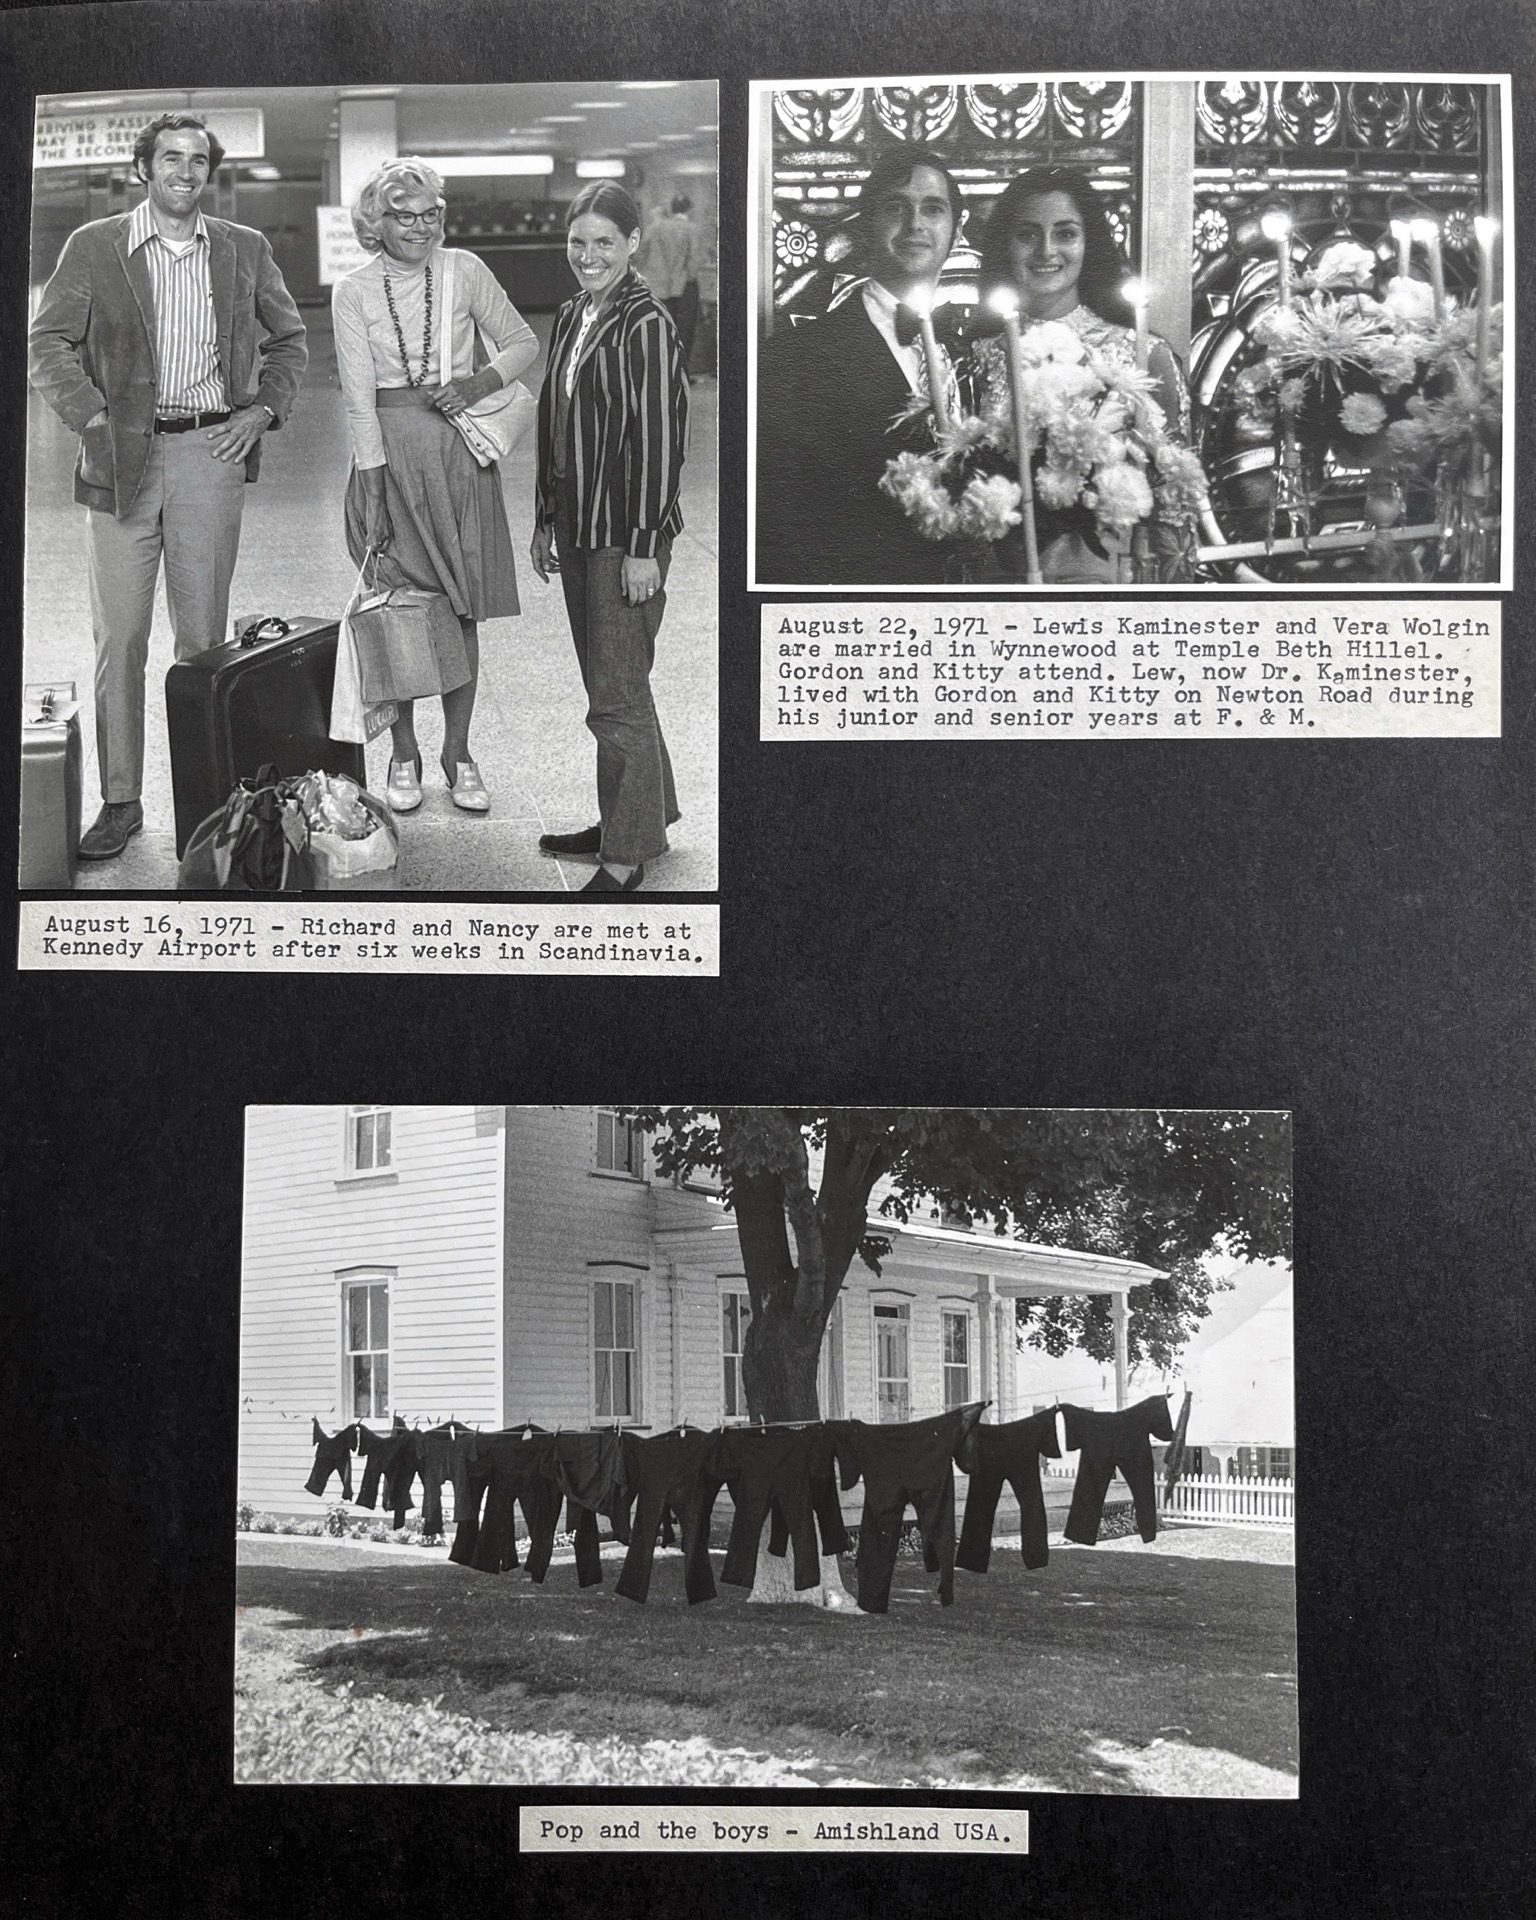 ARRIVING PASSENGERS
MAY BE SEEN
THE SECOND
NO
August 16, 1971 - Richard and Nancy are met at
Kennedy Airport after six weeks in Scandinavia.
August 22, 1971 - Lewis Kaminester and Vera Wolgin
are married in Wynnewood at Temple Beth Hillel.
Gordon and Kitty attend. Lew, now Dr. Kaminester,
lived with Gordon and Kitty on Newton Road during
his junior and senior years at F. & M.
Pop and the boys - Amishland USA.